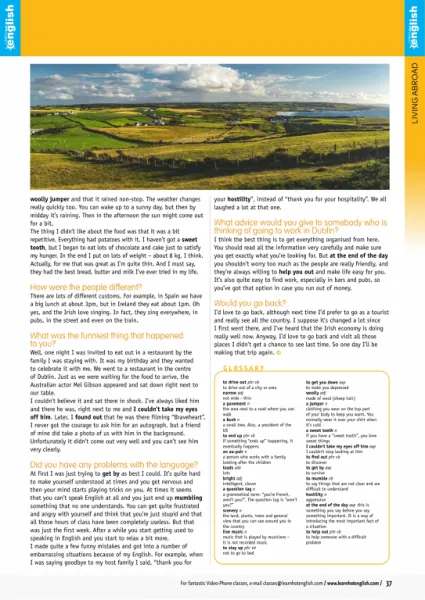 english
english
LIVING ABROAD
woolly jumper and that it rained non-stop. The weather changes
really quickly too. You can wake up to a sunny day, but then by
midday it's raining. Then in the afternoon the sun might come out
for a bit.
The thing I didn't like about the food was that it was a bit
repetitive. Everything had potatoes with it. I haven't got a sweet
tooth, but I began to eat lots of chocolate and cake just to satisfy
my hunger. In the end I put on lots of weight – about 8 kg, I think.
Actually, for me that was great as I'm quite thin. And I must say,
they had the best bread, butter and milk I've ever tried in my life.
How were the people different?
There are lots of different customs. For example, in Spain we have
a big lunch at about 3pm, but in Ireland they eat about 1pm. Oh
yes, and the Irish love singing. In fact, they sing everywhere, in
pubs, in the street and even on the train.
What was the funniest thing that happened
to you?
Well, one night I was invited to eat out in a restaurant by the
family I was staying with. It was my birthday and they wanted
to celebrate it with me. We went to a restaurant in the centre
of Dublin. Just as we were waiting for the food to arrive, the
Australian actor Mel Gibson appeared and sat down right next to
our table.
I couldn't believe it and sat there in shock. I've always liked him
and there he was, right next to me and I couldn't take my eyes
off him. Later, I found out that he was there filming "Braveheart".
I never got the courage to ask him for an autograph, but a friend
of mine did take a photo of us with him in the background.
Unfortunately it didn't come out very well and you can't see him
very clearly.
Did you have any problems with the language?
At first I was just trying to get by as best I could. It's quite hard
to make yourself understood at times and you get nervous and
then your mind starts playing tricks on you. At times it seems
that you can't speak English at all and you just end up mumbling
something that no one understands. You can get quite frustrated
and angry with yourself and think that you're just stupid and that
all those hours of class have been completely useless. But that
was just the first week. After a while you start getting used to
speaking in English and you start to relax a bit more.
I made quite a few funny mistakes and got into a number of
embarrassing situations because of my English. For example, when
I was saying goodbye to my host family I said, "thank you for
your hostility", instead of "thank you for your hospitality". We all
laughed a lot at that one.
What advice would you give to somebody who is
thinking of going to work in Dublin?
I think the best thing is to get everything organised from here.
You should read all the information very carefully and make sure
you get exactly what you're looking for. But at the end of the day
you shouldn't worry too much as the people are really friendly, and
they're always willing to help you out and make life easy for you.
It's also quite easy to find work, especially in bars and pubs, so
you've got that option in case you run out of money.
Would you go back?
I'd love to go back, although next time I'd prefer to go as a tourist
and really see all the country. I suppose it's changed a lot since
I first went there, and I've heard that the Irish economy is doing
really well now. Anyway, I'd love to go back and visit all those
places I didn't get a chance to see last time. So one day I'll be
making that trip again.
GLOSSARY
to drive out phr vb
to drive out of a city or area
narrow adj
not wide - thin
a pavement n
the area next to a road where you can
walk
a bush n
a small tree. Also, a president of the
US
to end up phr vb
if something "ends up" happening, it
eventually happens
an au-pair n
a person who works with a family
looking after the children
loads adv
lots
bright adj
intelligent, clever
a question tag n
a grammatical term: "you're French,
aren't you?". The question tag is "aren't
you?"
scenery n
the land, plants, trees and general
view that you can see around you in
the country
live music n
music that is played by musicians -
it is not recorded music
to stay up phr vb
not to go to bed
to get you down exp
to make you depressed
woolly adj
made of wool (sheep hair)
a jumper n
clothing you wear on the top part
of your body to keep you warm. You
normally wear it over your shirt when
it's cold
a sweet tooth n
if you have a "sweet tooth", you love
sweet things
I couldn't take my eyes off him exp
I couldn't stop looking at him
to find out phr vb
to discover
to get by exp
to survive
to mumble vb
to say things that are not clear and are
difficult to understand
hostility n
aggression
at the end of the day exp this is
something you say before you say
something important. It is a way of
introducing the most important fact of
a situation
to help out phr vb
to help someone with a difficult
problem
For fantastic Video-Phone classes, e-mail classes@learnhotenglish.com / www.learnhotenglish.com / 37